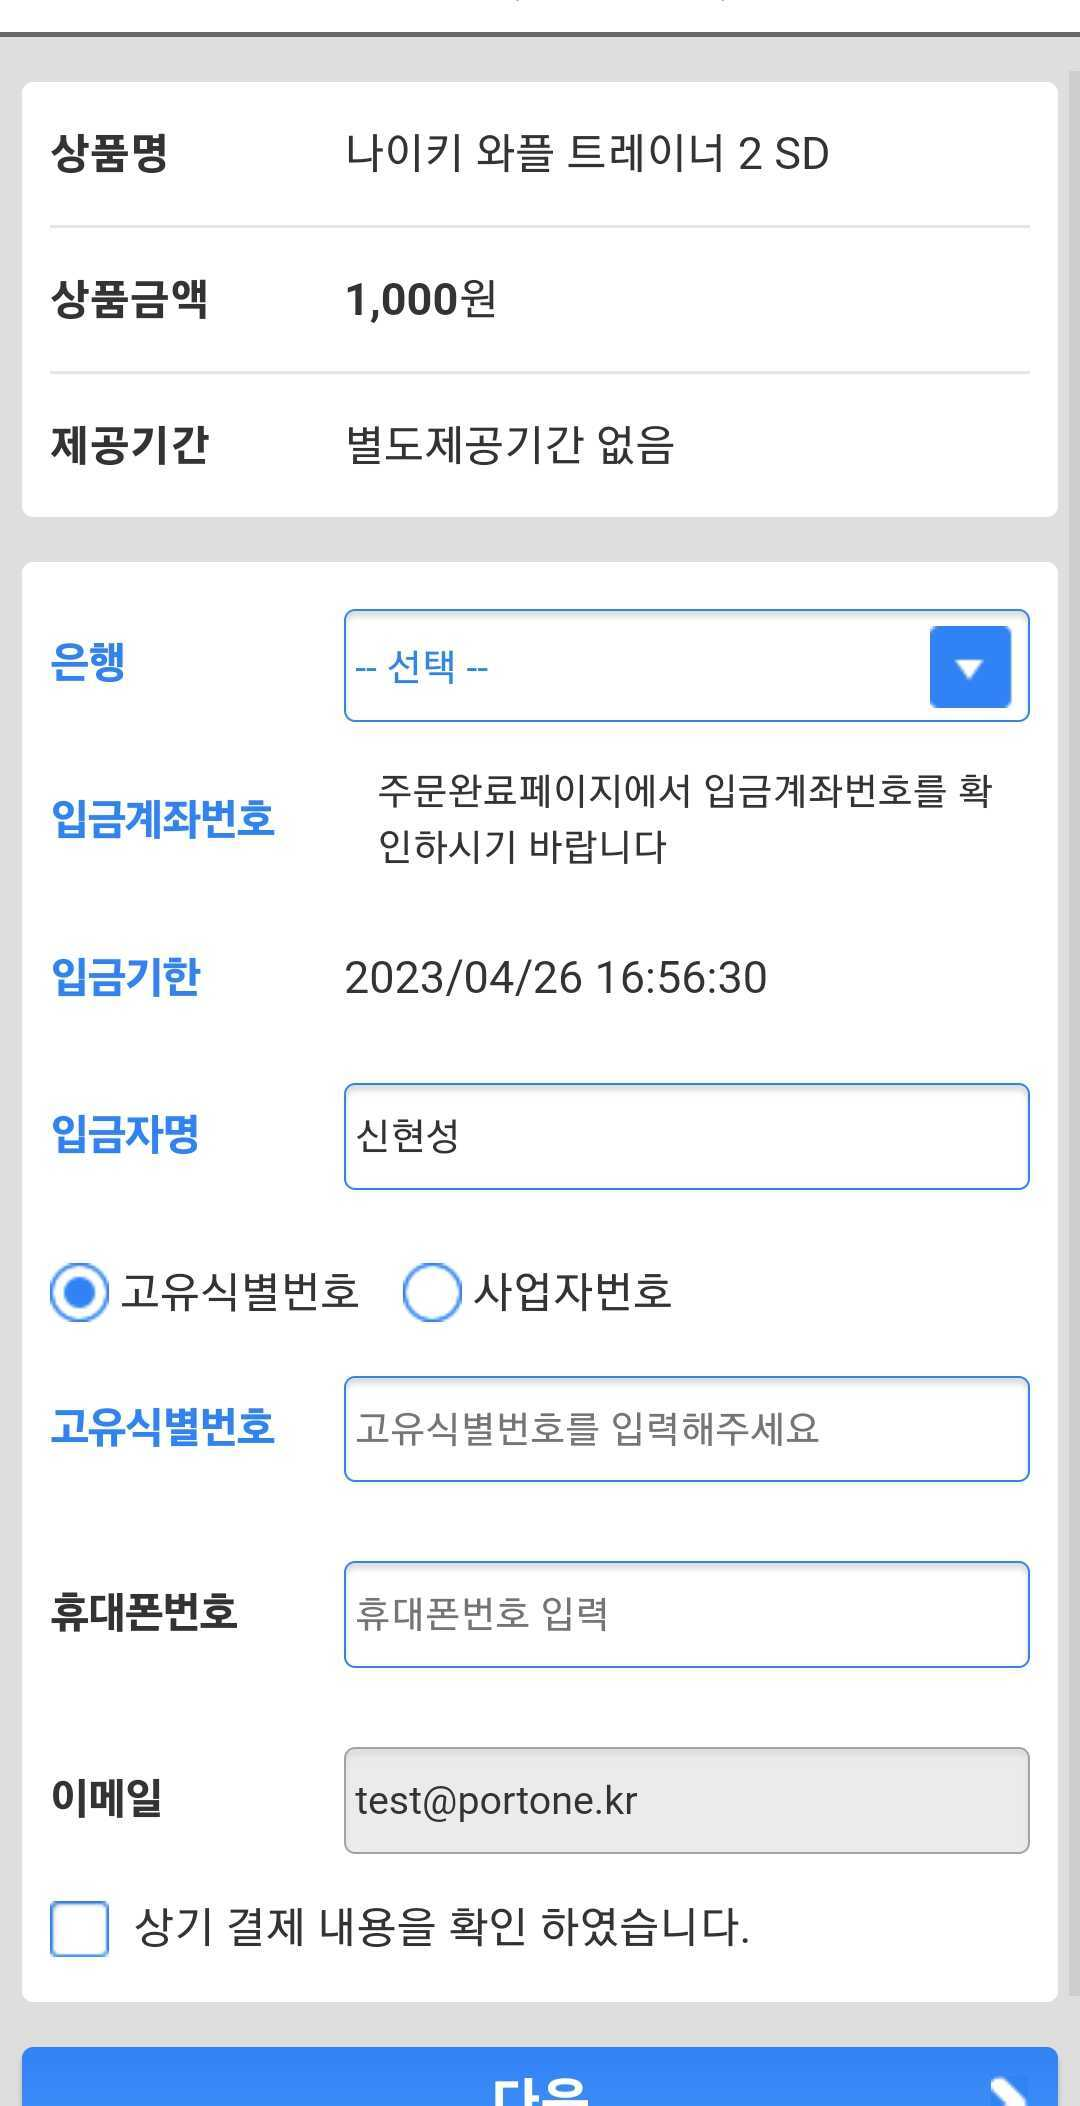 상품명 나이키 와플 트레이너 2 SD
상품금액 1,000원
제공기간 별도제공기간 없음
은행 -- 선택 --
입금계좌번호 주문완료페이지에서 입금계좌번호를 확
인하시기 바랍니다
입금기한 2023/04/26 16:56:30
입금자명 신현성
고유식별번호 사업자번호
고유식별번호 고유식별번호를 입력해주세요
휴대폰번호 휴대폰번호 입력
이메일 test@portone.kr
상기 결제 내용을 확인 하였습니다.
다음